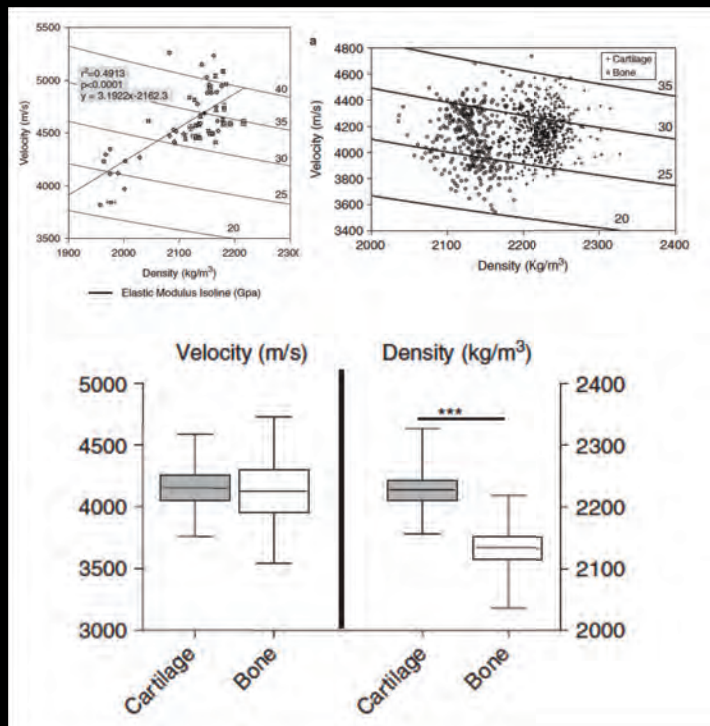 5500
5000
4500
4000
3500
Velocity (m/s)
r²=0.4913
p<0.0001
y = 3.1922x-2162.3
40
35
30
25
20
1900
2000
2100
2200
2300
Density (kg/m³)
Elastic Modulus Isoline (Gpa)
a
4800
4600
4400
4200
4000
3800
3600
3400
Velocity (m/s)
Cartilage
Bone
35
30
25
20
2000
2100
2200
2300
2400
Density (Kg/m³)
Velocity (m/s)
5000
4500
4000
3500
3000
Cartilage
Bone
Density (kg/m³)
***
2400
2300
2200
2100
2000
Cartilage
Bone